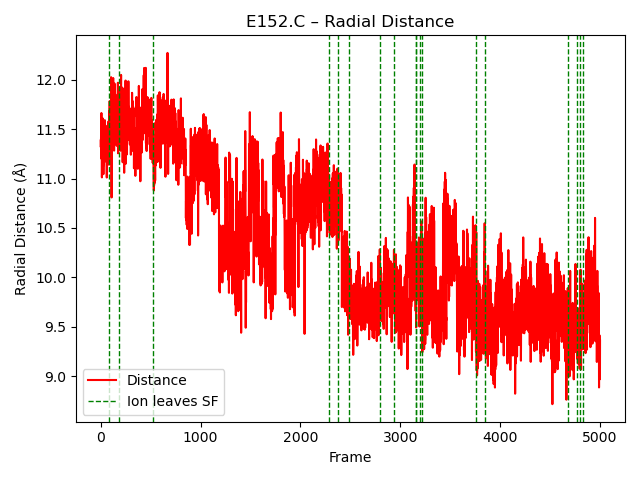 E152.C – Radial Distance
Radial Distance (Å)
12.0
11.5
11.0
10.5
10.0
9.5
9.0
Distance
Ion leaves SF
0
1000
2000
3000
4000
5000
Frame